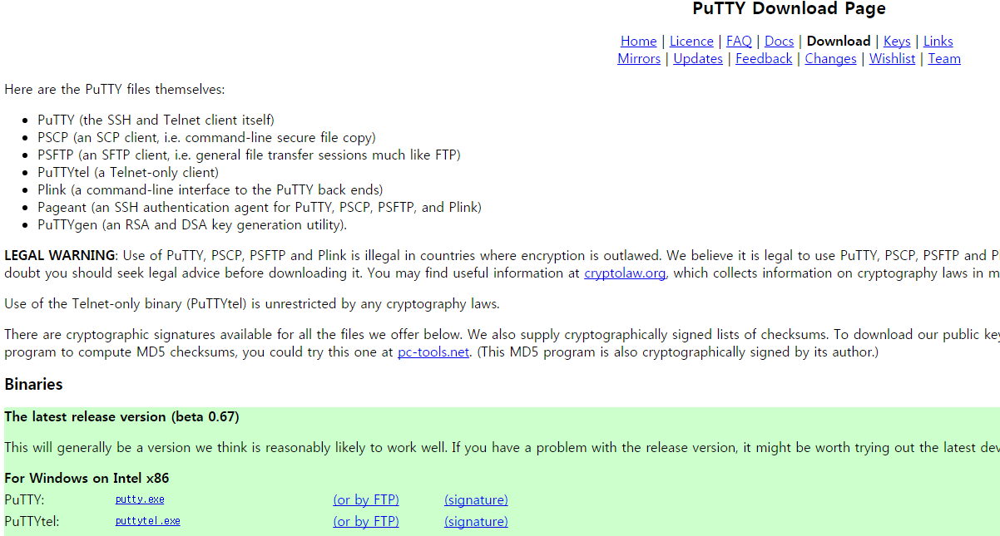 PuTTY Download Page
Home | Licence | FAQ | Docs | Download | Keys | Links
Mirrors | Updates | Feedback | Changes | Wishlist | Team
Here are the PuTTY files themselves:
PuTTY (the SSH and Telnet client itself)
PSCP (an SCP client, i.e. command-line secure file copy)
PSFTP (an SFTP client, i.e. general file transfer sessions much like FTP)
PuTTYtel (a Telnet-only client)
Plink (a command-line interface to the PuTTY back ends)
Pageant (an SSH authentication agent for PuTTY, PSCP, PSFTP, and Plink)
PuTTYgen (an RSA and DSA key generation utility).
LEGAL WARNING: Use of PuTTY, PSCP, PSFTP and Plink is illegal in countries where encryption is outlawed. We believe it is legal to use PuTTY, PSCP, PSFTP and Pl
doubt you should seek legal advice before downloading it. You may find useful information at cryptolaw.org, which collects information on cryptography laws in m
Use of the Telnet-only binary (PuTTYtel) is unrestricted by any cryptography laws.
There are cryptographic signatures available for all the files we offer below. We also supply cryptographically signed lists of checksums. To download our public key
program to compute MD5 checksums, you could try this one at pc-tools.net. (This MD5 program is also cryptographically signed by its author.)
Binaries
The latest release version (beta 0.67)
This will generally be a version we think is reasonably likely to work well. If you have a problem with the release version, it might be worth trying out the latest dev
For Windows on Intel x86
PuTTY: putty.exe (or by FTP) (signature)
PuTTYtel: puttytel.exe (or by FTP) (signature)